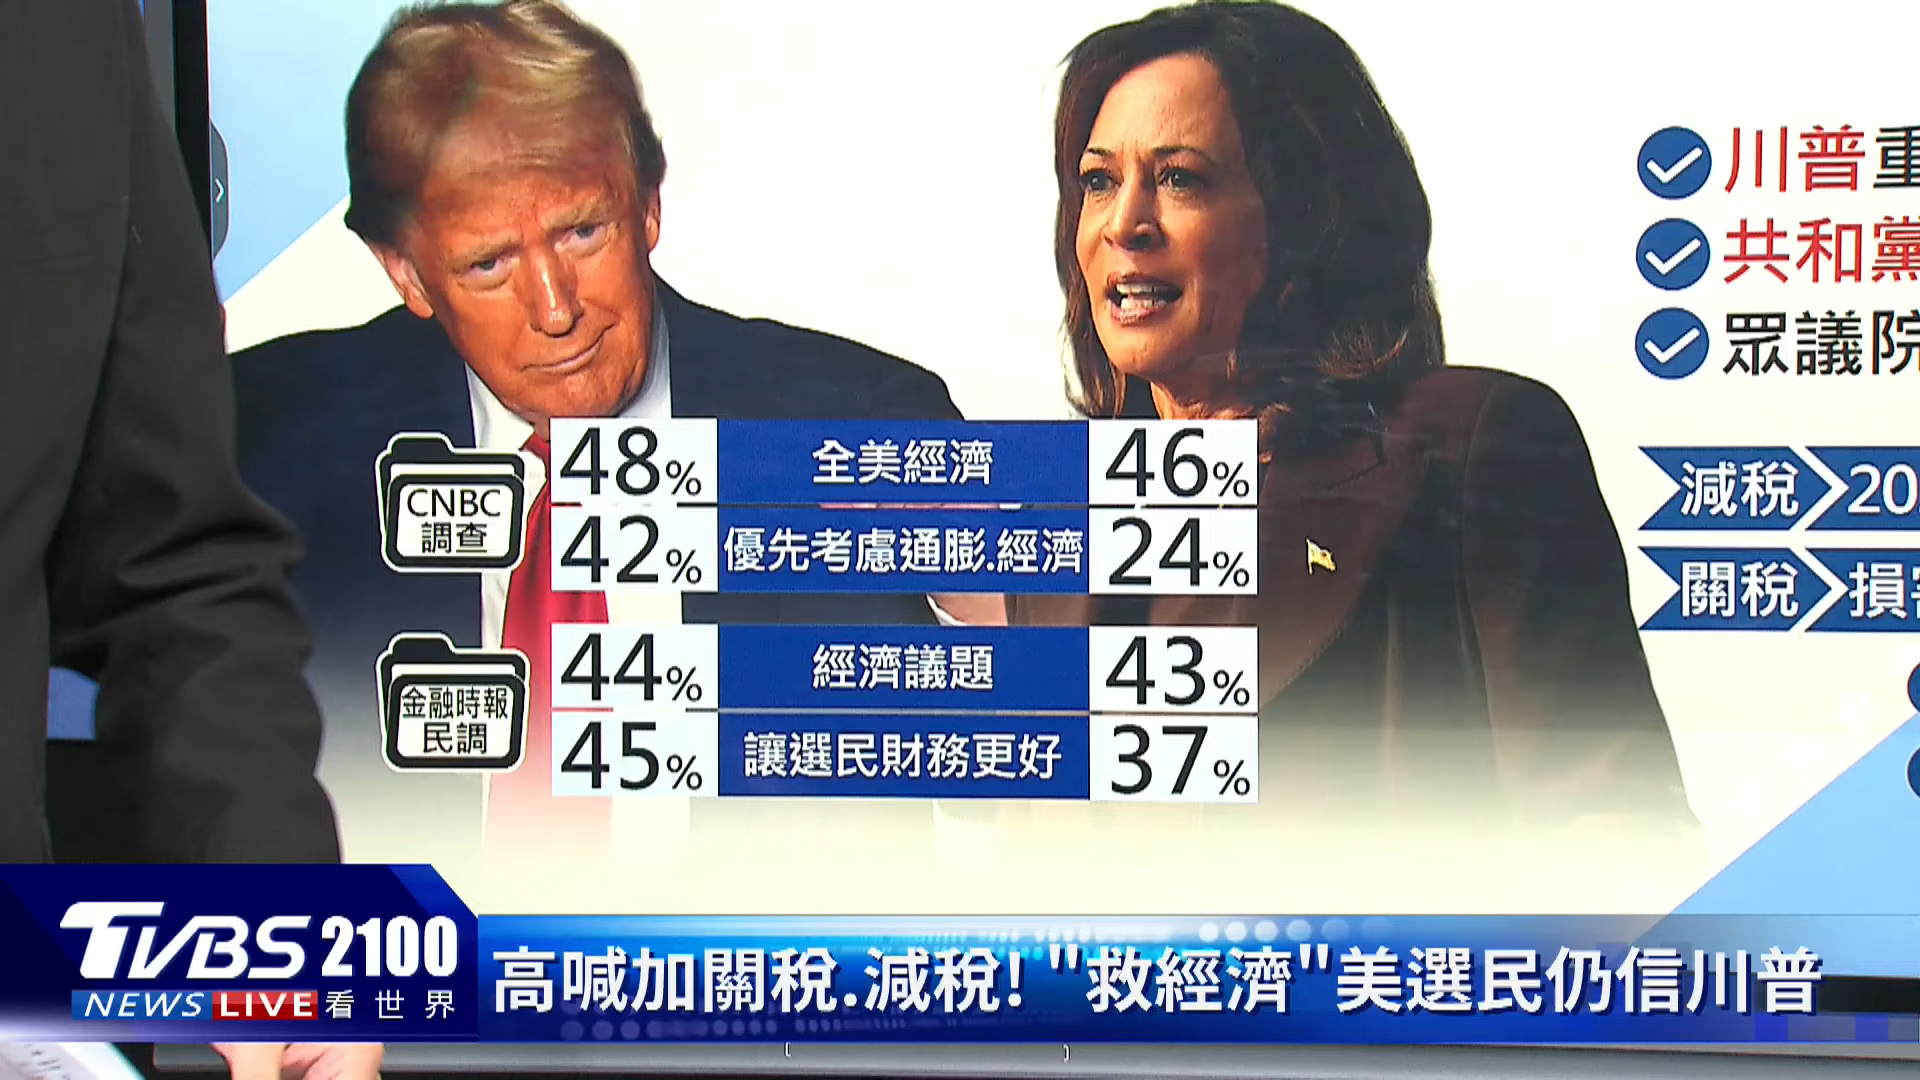 川普重
共和黨
眾議院
48% 全美經濟 46%
CNBC
調查
42% 優先考慮通膨.經濟 24%
減稅 20
關稅 損
44% 經濟議題 43%
金融時報
民調
45% 讓選民財務更好 37%
TVBS 2100
NEWS LIVE 看世界
高喊加關稅.減稅! "救經濟"美選民仍信川普